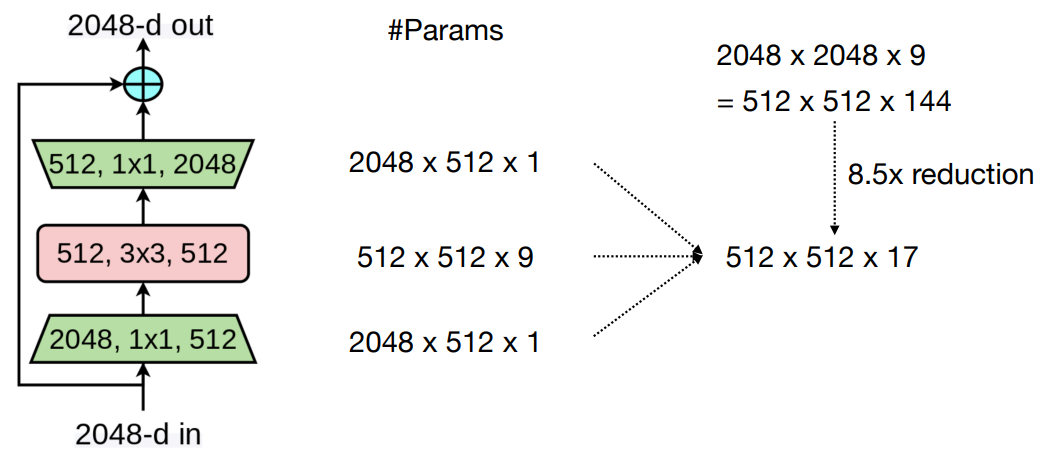 2048-d out
512, 1x1, 2048
512, 3x3, 512
2048, 1x1, 512
2048-d in
#Params
2048 x 512 x 1
512 x 512 x 9
2048 x 512 x 1
2048 x 2048 x 9
= 512 x 512 x 144
8.5x reduction
512 x 512 x 17